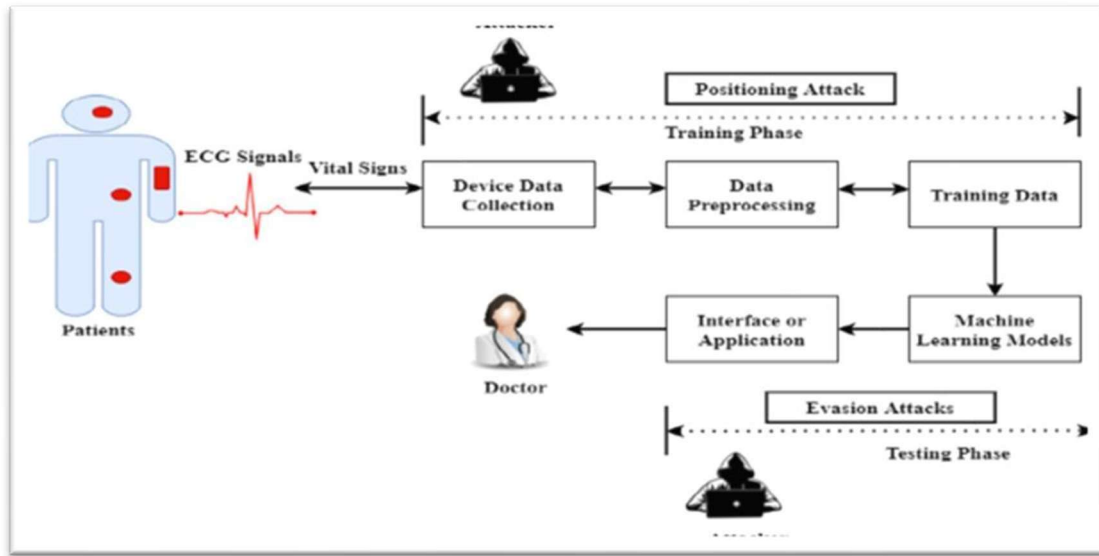 Positioning Attack
Training Phase
ECG Signals
Vital Signs
Device Data
Collection
Data
Preprocessing
Training Data
Patients
Doctor
Interface or
Application
Machine
Learning Models
Evasion Attacks
Testing Phase